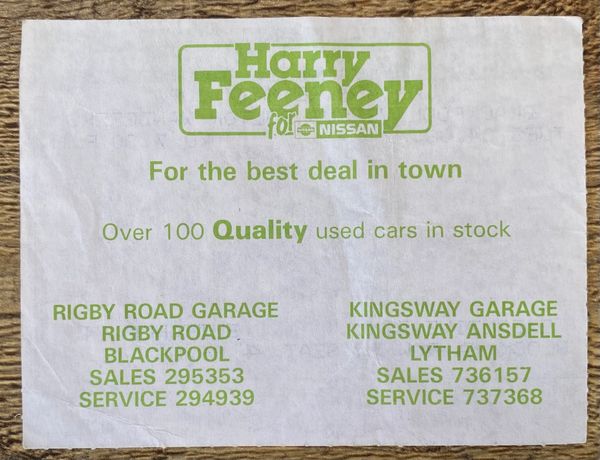 Harry
Feeney
for NISSAN
For the best deal in town
Over 100 Quality used cars in stock
RIGBY ROAD GARAGE
RIGBY ROAD
BLACKPOOL
SALES 295353
SERVICE 294939
KINGSWAY GARAGE
KINGSWAY ANSDELL
LYTHAM
SALES 736157
SERVICE 737368